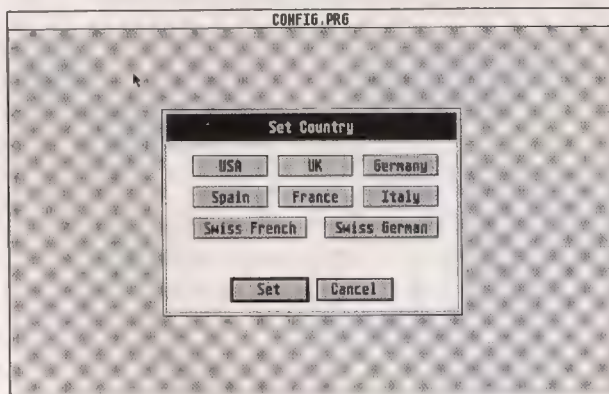 CONFIG.PRG
Set Country
USA UK Germany
Spain France Italy
Swiss French Swiss German
Set Cancel